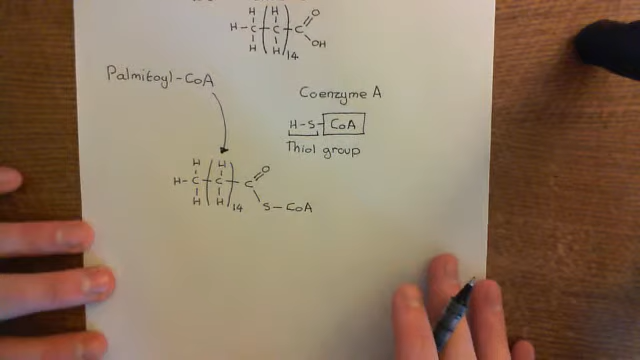 H
H
O
H-C-(C)-C
OH
H
H
14
Palmitoyl-CoA
Coenzyme A
H-S-CoA
Thiol group
H
H
O
H-C-(C)-C
H
H
14
S-CoA